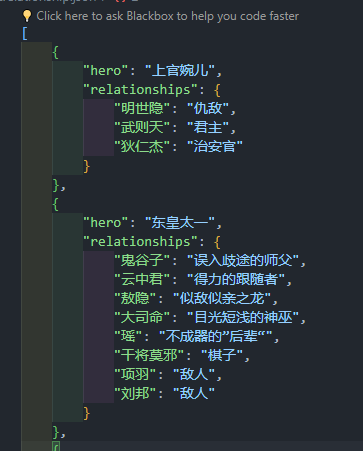 Click here to ask Blackbox to help you code faster
[
{
"hero": "上官婉儿",
"relationships": {
"明世隐": "仇敌",
"武则天": "君主",
"狄仁杰": "治安官"
}
},
{
"hero": "东皇太一",
"relationships": {
"鬼谷子": "误入歧途的师父",
"云中君": "得力的跟随者",
"敖隐": "似敌似亲之龙",
"大司命": "目光短浅的神巫",
"瑶": "不成器的”后辈“",
"干将莫邪": "棋子",
"项羽": "敌人",
"刘邦": "敌人"
}
},